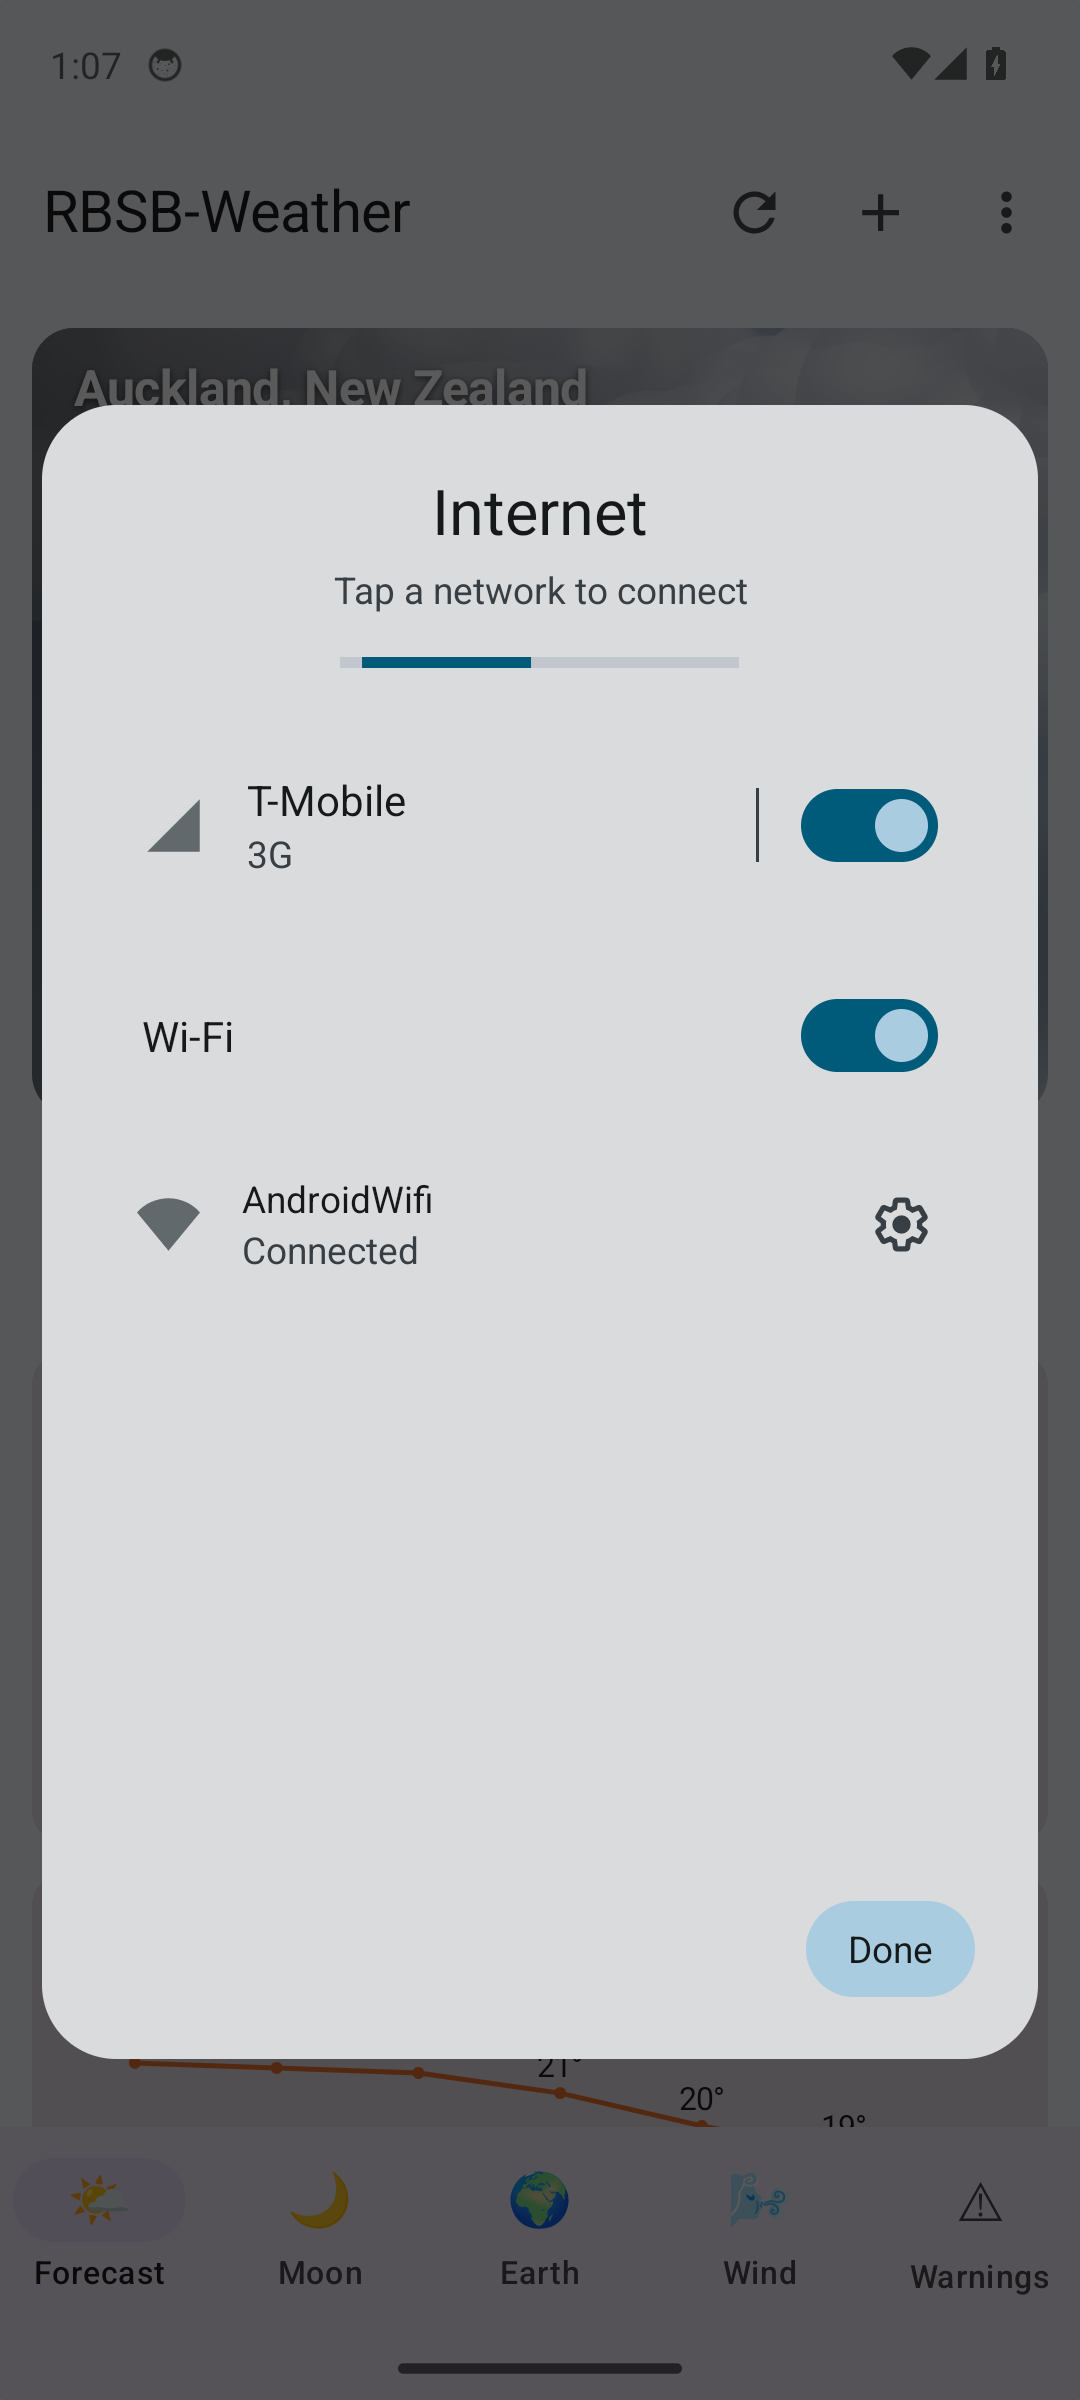 1:07
RBSB-Weather
Auckland, New Zealand
Internet
Tap a network to connect
T-Mobile
3G
Wi-Fi
AndroidWifi
Connected
Done
21°
20°
19°
Forecast
Moon
Earth
Wind
Warnings